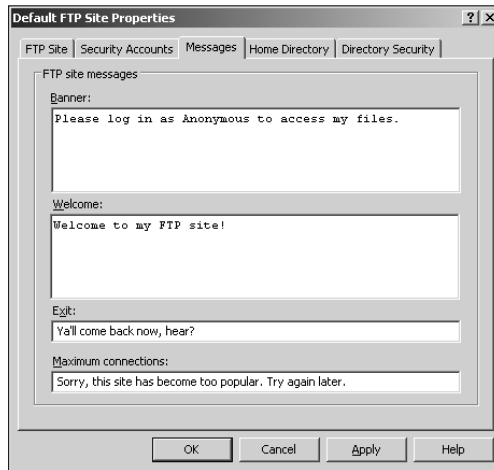 Default FTP Site Properties
? X
FTP Site Security Accounts Messages Home Directory Directory Security
FTP site messages
Banner:
Please log in as Anonymous to access my files.
Welcome:
Welcome to my FTP site!
Exit:
Ya'll come back now, hear?
Maximum connections:
Sorry, this site has become too popular. Try again later.
OK Cancel Apply Help